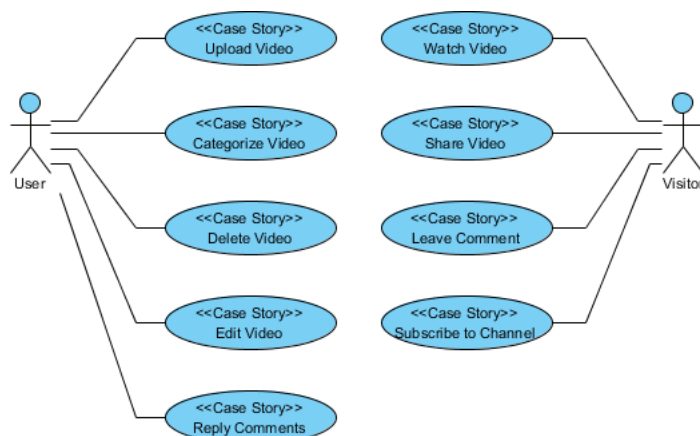 <<Case Story>>
Upload Video
<<Case Story>>
Watch Video
<<Case Story>>
Categorize Video
<<Case Story>>
Share Video
User
Visitor
<<Case Story>>
Delete Video
<<Case Story>>
Leave Comment
<<Case Story>>
Edit Video
<<Case Story>>
Subscribe to Channel
<<Case Story>>
Reply Comments